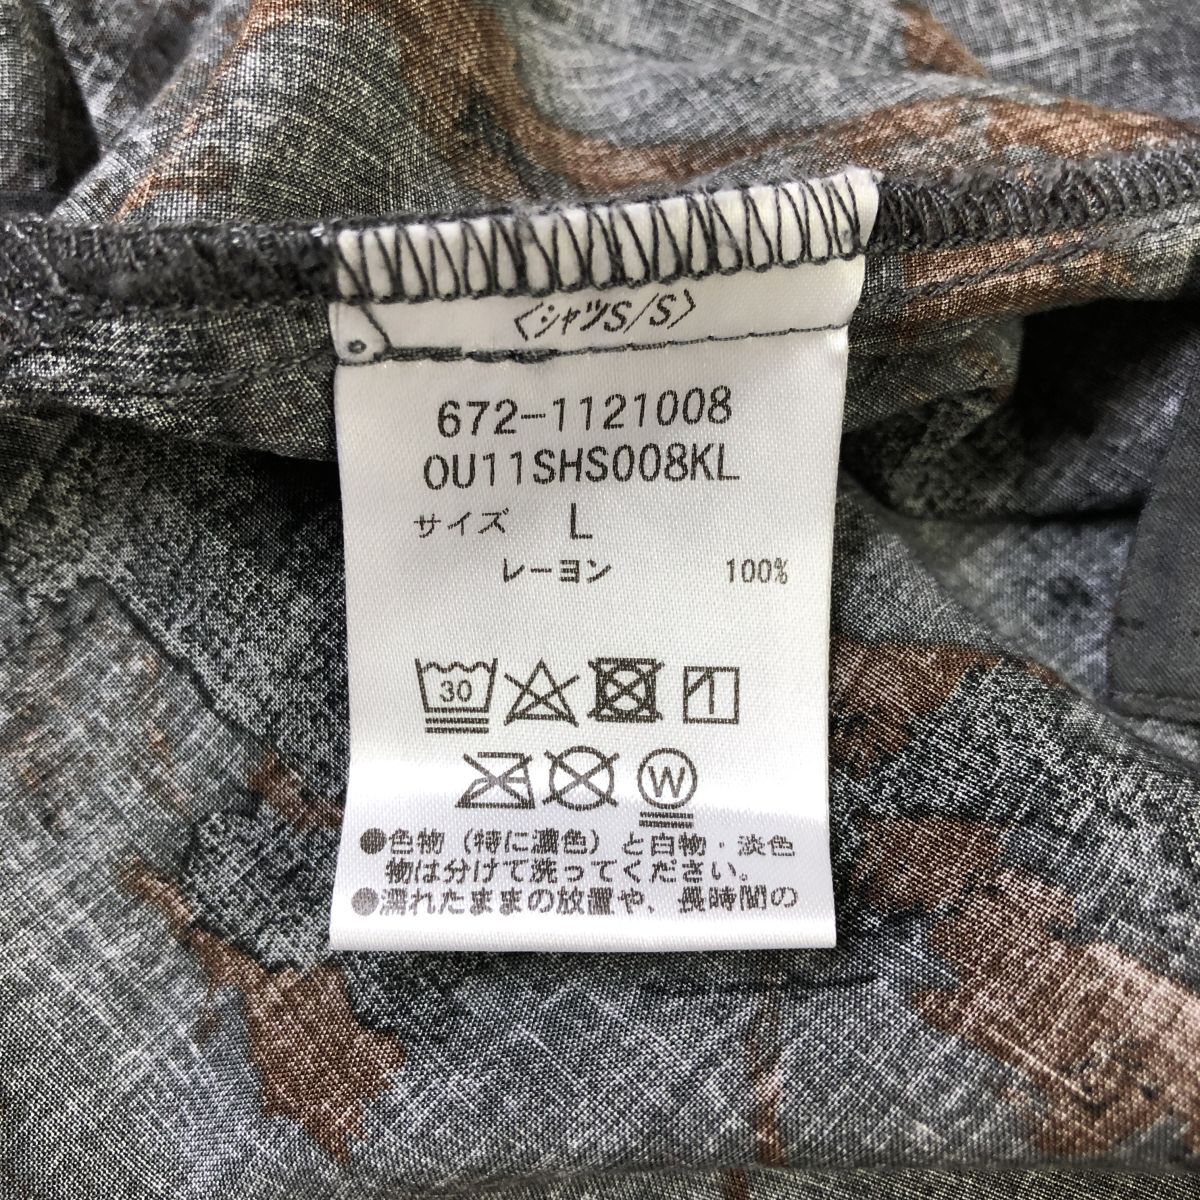 〈シャツS/S〉
672-1121008
OU11SHS008KL
サイズ L
レーヨン 100%
30
W
●色物（特に濃色）と白物・淡色
物は分けて洗ってください。
●濡れたままの放置や、長時間の